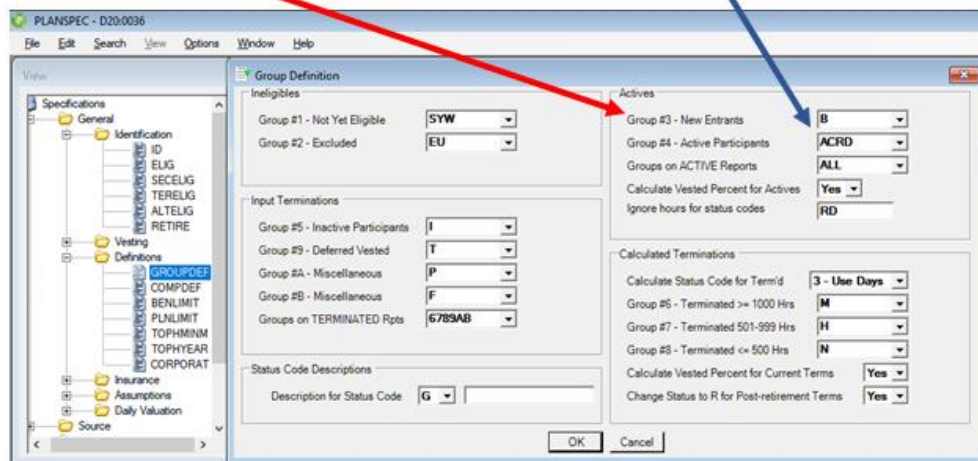 PLANSPEC - D20:0036
File Edit Search View Options Window Help
View
Specifications
General
Identification
ID
ELIG
SECELIG
TERELIG
ALTELIG
RETIRE
Vesting
Definitions
GROUPDEF
COMPDEF
BENLIMIT
PLNLIMIT
TOPHMINM
TOPHYEAR
CORPORAT
Insurance
Assumptions
Daily Valuation
Source
Group Definition
Ineligibles
Group #1 - Not Yet Eligible SYW
Group #2 - Excluded EU
Input Terminations
Group #5 - Inactive Participants I
Group #9 - Deferred Vested T
Group #A - Miscellaneous P
Group #B - Miscellaneous F
Groups on TERMINATED Rpts 6789AB
Status Code Descriptions
Description for Status Code G
Actives
Group #3 - New Entrants B
Group #4 - Active Participants ACRD
Groups on ACTIVE Reports ALL
Calculate Vested Percent for Actives Yes
Ignore hours for status codes RD
Calculated Terminations
Calculate Status Code for Term'd 3 - Use Days
Group #6 - Terminated >= 1000 Hrs M
Group #7 - Terminated 501-999 Hrs H
Group #8 - Terminated <= 500 Hrs N
Calculate Vested Percent for Current Terms Yes
Change Status to R for Post-retirement Terms Yes
OK Cancel